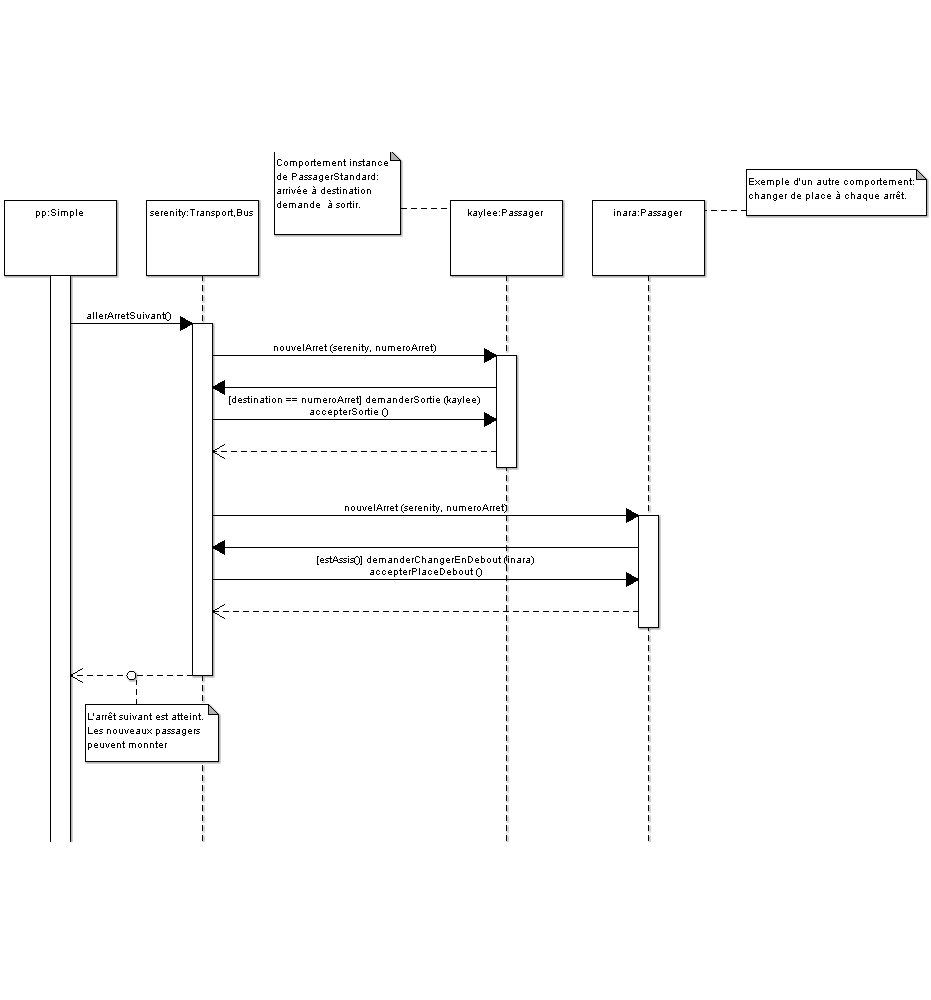 Comportement instance
de PassagerStandard:
arrivée à destination
demande à sortir.
Exemple d'un autre comportement:
changer de place à chaque arrêt.
pp:Simple
serenity:Transport,Bus
kaylee:Passager
inara:Passager
allerArretSuivant()
nouvelArret (serenity, numeroArret)
[destination == numeroArret] demanderSortie (kaylee)
accepterSortie ()
nouvelArret (serenity, numeroArret)
[estAssis()] demanderChangerEnDebout (inara)
accepterPlaceDebout ()
L'arrêt suivant est atteint.
Les nouveaux passagers
peuvent monnter